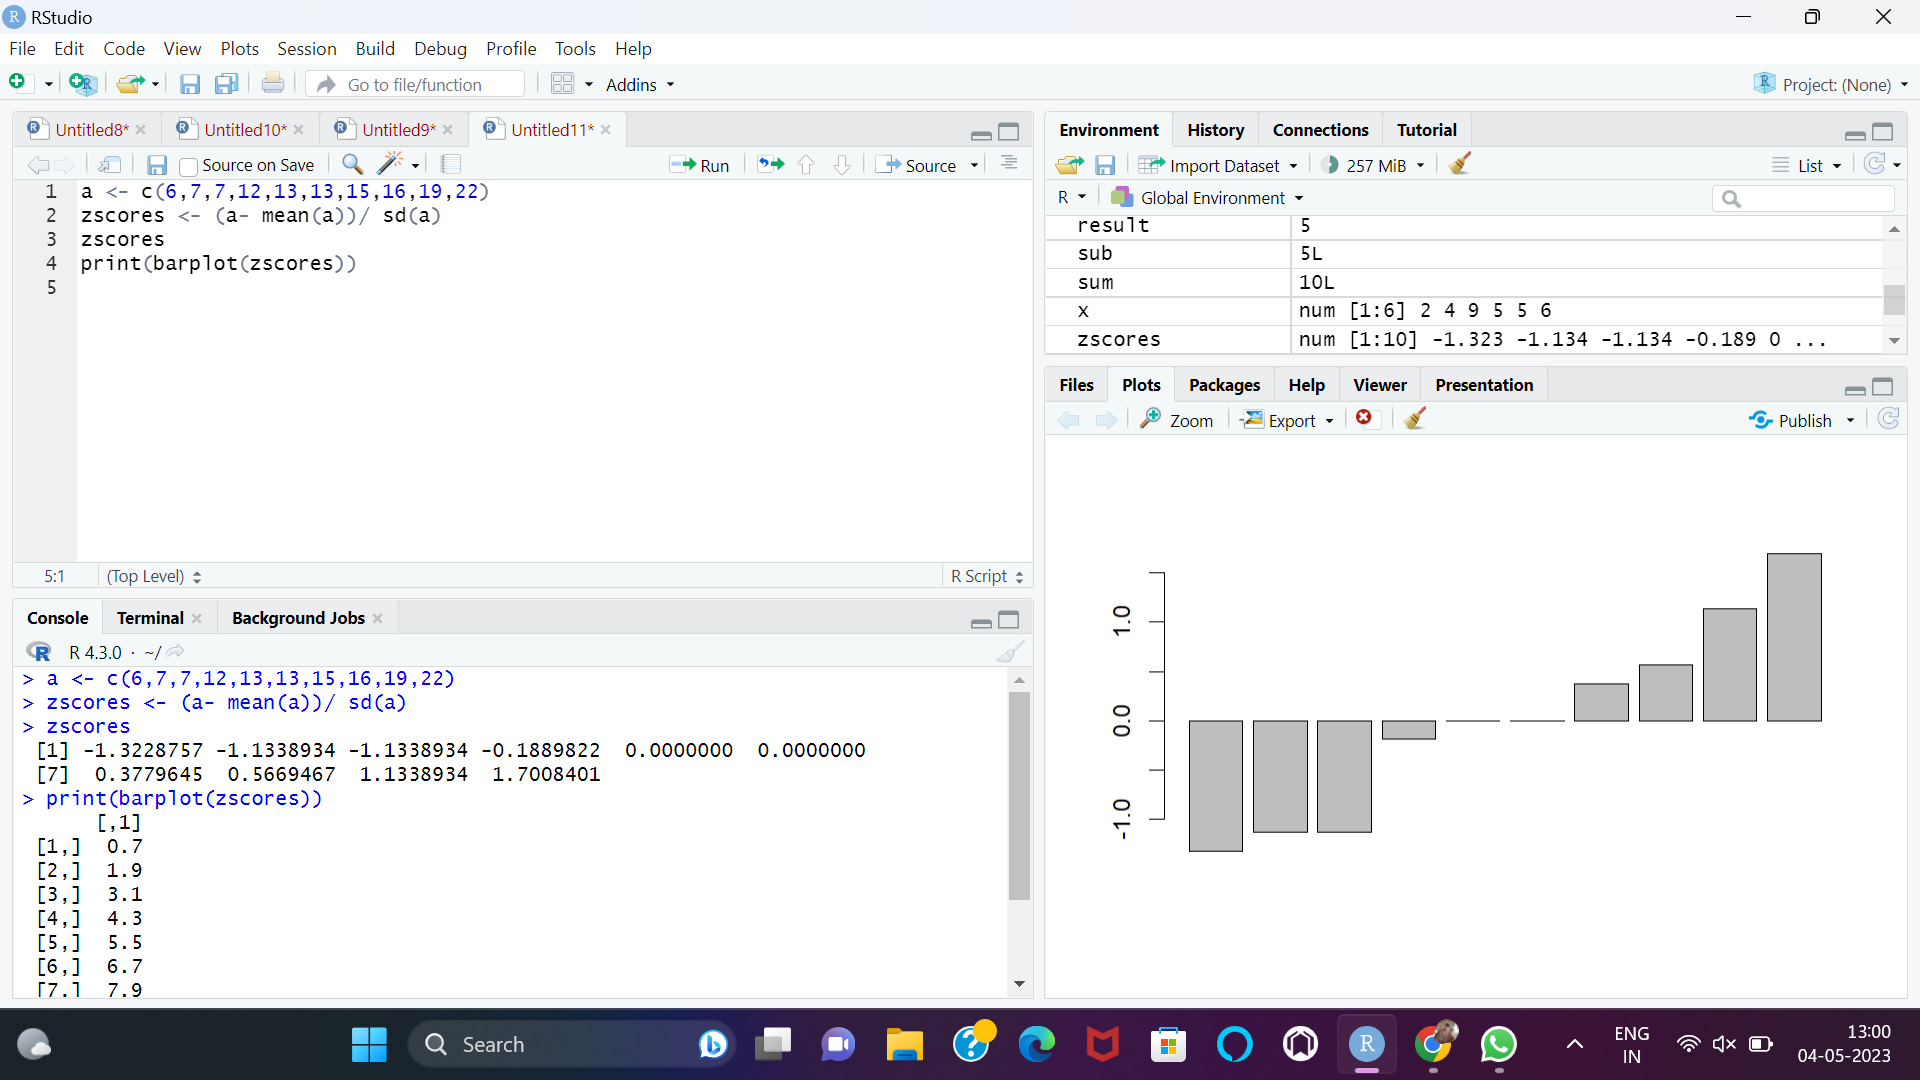 RStudio
File Edit Code View Plots Session Build Debug Profile Tools Help
Go to file/function Addins Project: (None)
Untitled8* Untitled10* Untitled9* Untitled11*
Source on Save Run Source
1 a <- c(6,7,7,12,13,13,15,16,19,22)
2 zscores <- (a- mean(a))/ sd(a)
3 zscores
4 print(barplot(zscores))
5
5:1 (Top Level) R Script
Console Terminal Background Jobs
R 4.3.0 · ~/
> a <- c(6,7,7,12,13,13,15,16,19,22)
> zscores <- (a- mean(a))/ sd(a)
> zscores
[1] -1.3228757 -1.1338934 -1.1338934 -0.1889822 0.0000000 0.0000000
[7] 0.3779645 0.5669467 1.1338934 1.7008401
> print(barplot(zscores))
[,1]
[1,] 0.7
[2,] 1.9
[3,] 3.1
[4,] 4.3
[5,] 5.5
[6,] 6.7
[7,] 7.9
Environment History Connections Tutorial
Import Dataset 257 MiB List
R Global Environment
result 5
sub 5L
sum 10L
x num [1:6] 2 4 9 5 5 6
zscores num [1:10] -1.323 -1.134 -1.134 -0.189 0 ...
Files Plots Packages Help Viewer Presentation
Zoom Export Publish
1.0
0.0
-1.0
Search ENG 13:00
IN 04-05-2023